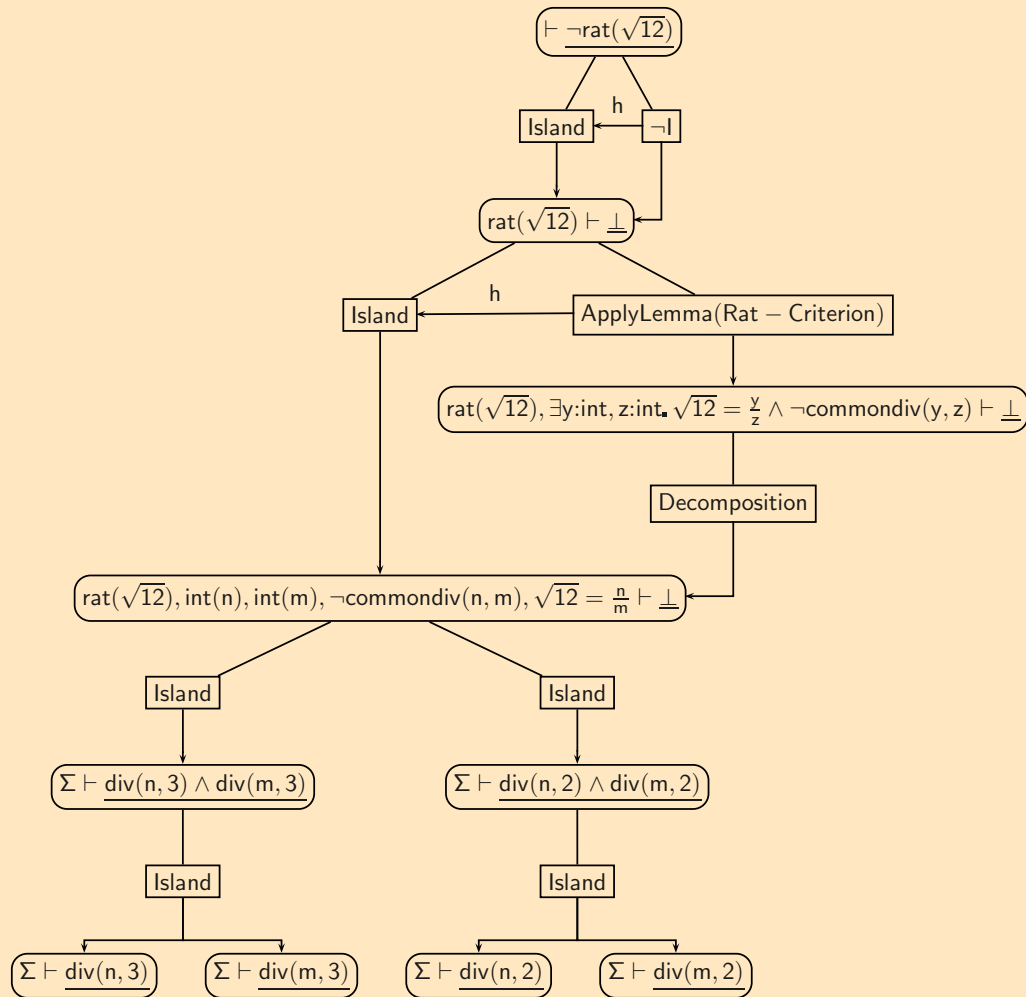 ⊢ ¬rat(√12)
h
Island
¬I
rat(√12) ⊢ ⊥
h
Island
ApplyLemma(Rat − Criterion)
rat(√12), ∃y:int, z:int. √12 = y/z ∧ ¬commondiv(y, z) ⊢ ⊥
Decomposition
rat(√12), int(n), int(m), ¬commondiv(n, m), √12 = n/m ⊢ ⊥
Island
Island
Σ ⊢ div(n, 3) ∧ div(m, 3)
Σ ⊢ div(n, 2) ∧ div(m, 2)
Island
Island
Σ ⊢ div(n, 3)
Σ ⊢ div(m, 3)
Σ ⊢ div(n, 2)
Σ ⊢ div(m, 2)